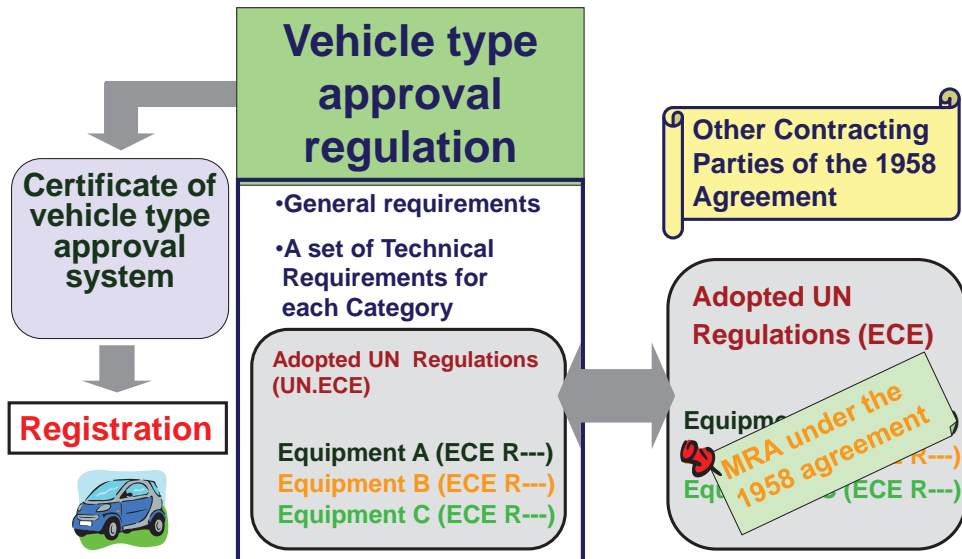 Vehicle type
approval
regulation
Certificate of
vehicle type
approval
system
Registration
•General requirements
•A set of Technical
Requirements for
each Category
Adopted UN Regulations
(UN.ECE)
Equipment A (ECE R---)
Equipment B (ECE R---)
Equipment C (ECE R---)
Other Contracting
Parties of the 1958
Agreement
Adopted UN
Regulations (ECE)
MRA under the
1958 agreement
R---)
(ECE R---)